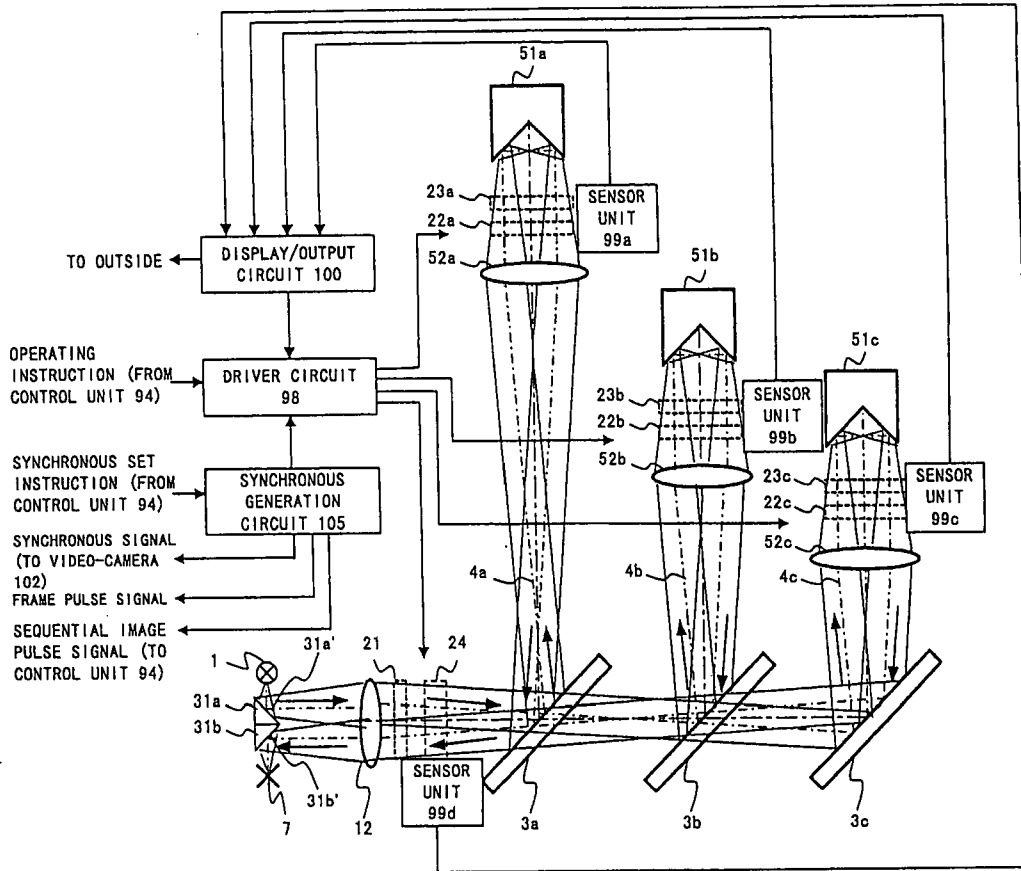 51a
23a
22a
52a
SENSOR
UNIT
99a
DISPLAY/OUTPUT
CIRCUIT 100
TO OUTSIDE
51b
OPERATING
INSTRUCTION (FROM
CONTROL UNIT 94)
DRIVER CIRCUIT
98
51c
23b
22b
52b
SENSOR
UNIT
99b
SYNCHRONOUS SET
INSTRUCTION (FROM
CONTROL UNIT 94)
SYNCHRONOUS
GENERATION
CIRCUIT 105
23c
22c
52c
SENSOR
UNIT
99c
SYNCHRONOUS SIGNAL
(TO VIDEO-CAMERA
102)
FRAME PULSE SIGNAL
SEQUENTIAL IMAGE
PULSE SIGNAL (TO
CONTROL UNIT 94)
4a
4b
4c
1
31a'
21
24
31a
31b
31b'
7
12
SENSOR
UNIT
99d
3a
3b
3c